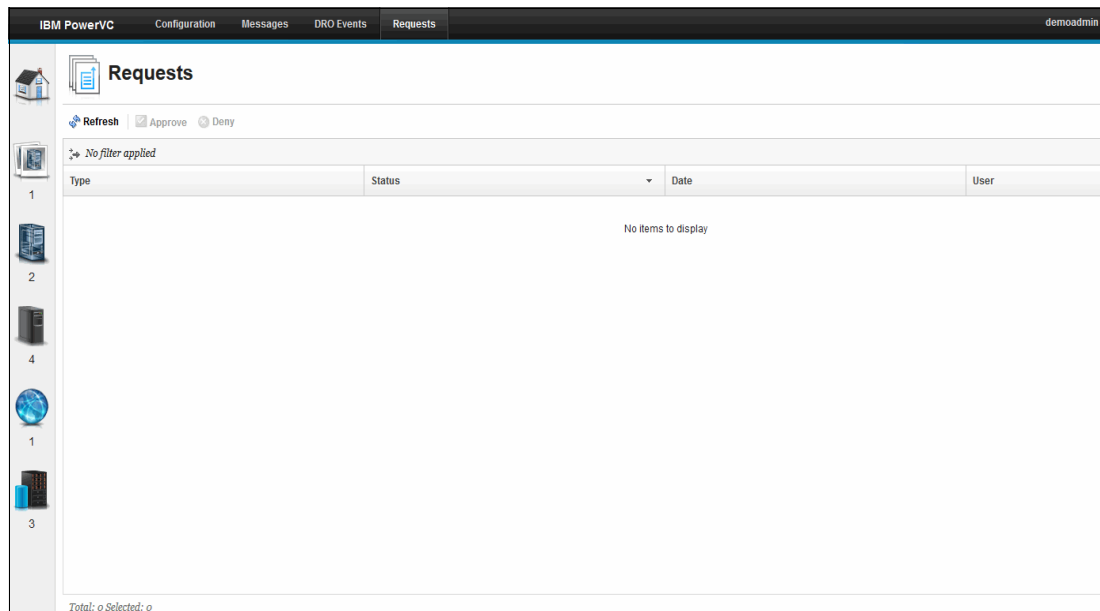 IBM PowerVC Configuration Messages DRO Events Requests demoadmin
Requests
Refresh Approve Deny
No filter applied
Type Status Date User
No items to display
1
2
4
1
3
Total: 0 Selected: 0